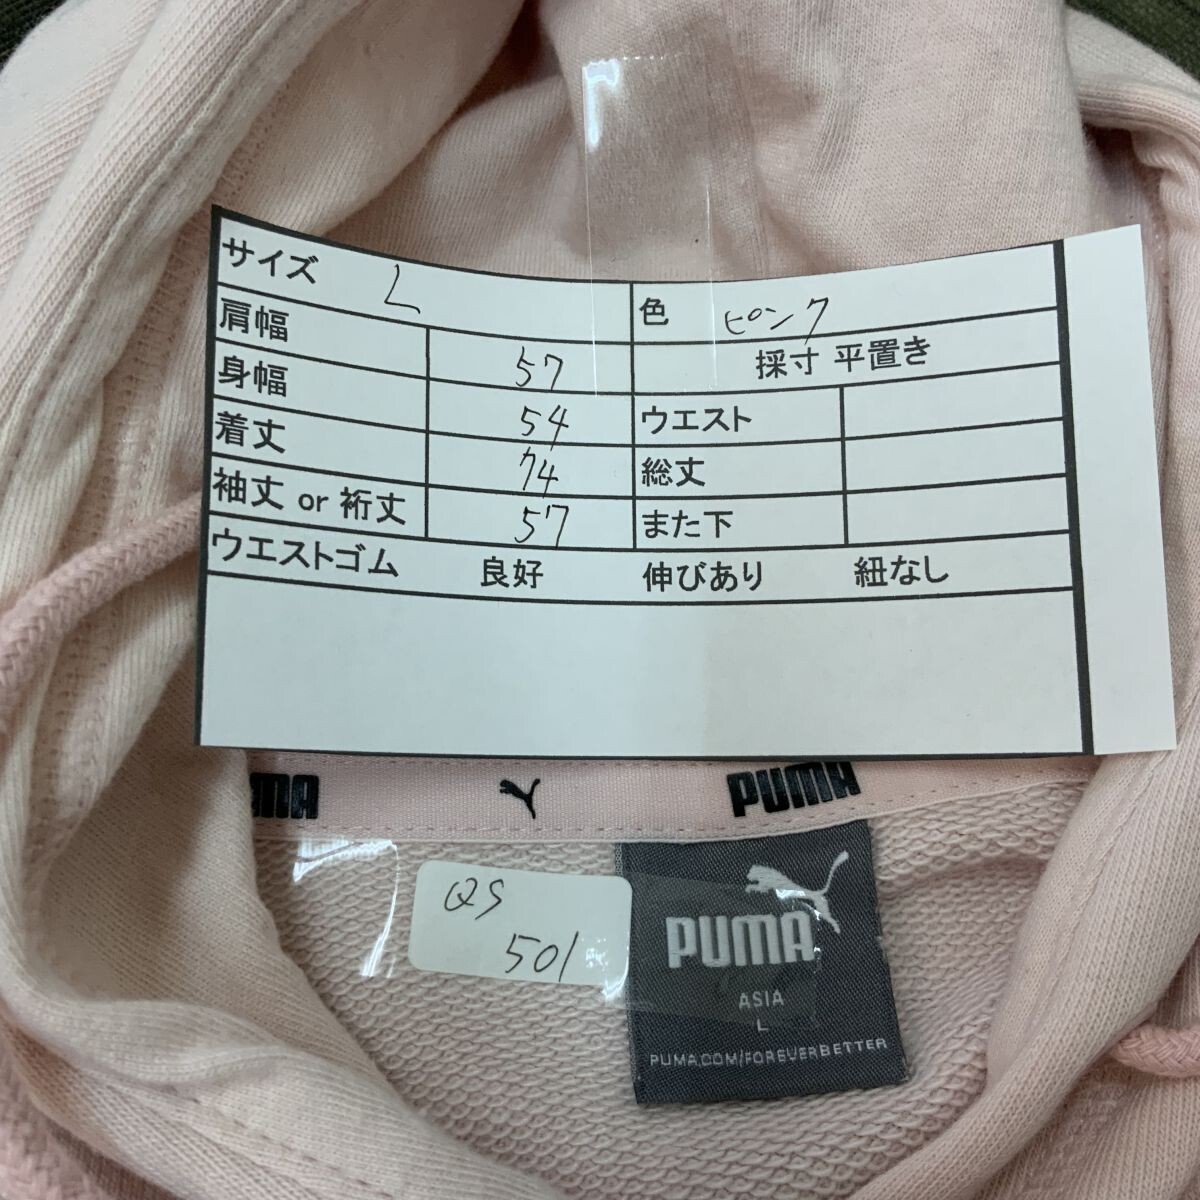 サイズ L 色 ピンク
肩幅 57 採寸 平置き
身幅 54 ウエスト
着丈 74 総丈
袖丈 or 裄丈 57 また下
ウエストゴム 良好 伸びあり 紐なし
UMA PUMA
QS
501
PUMA
ASIA
L
PUMA.COM/FOREVERBETTER